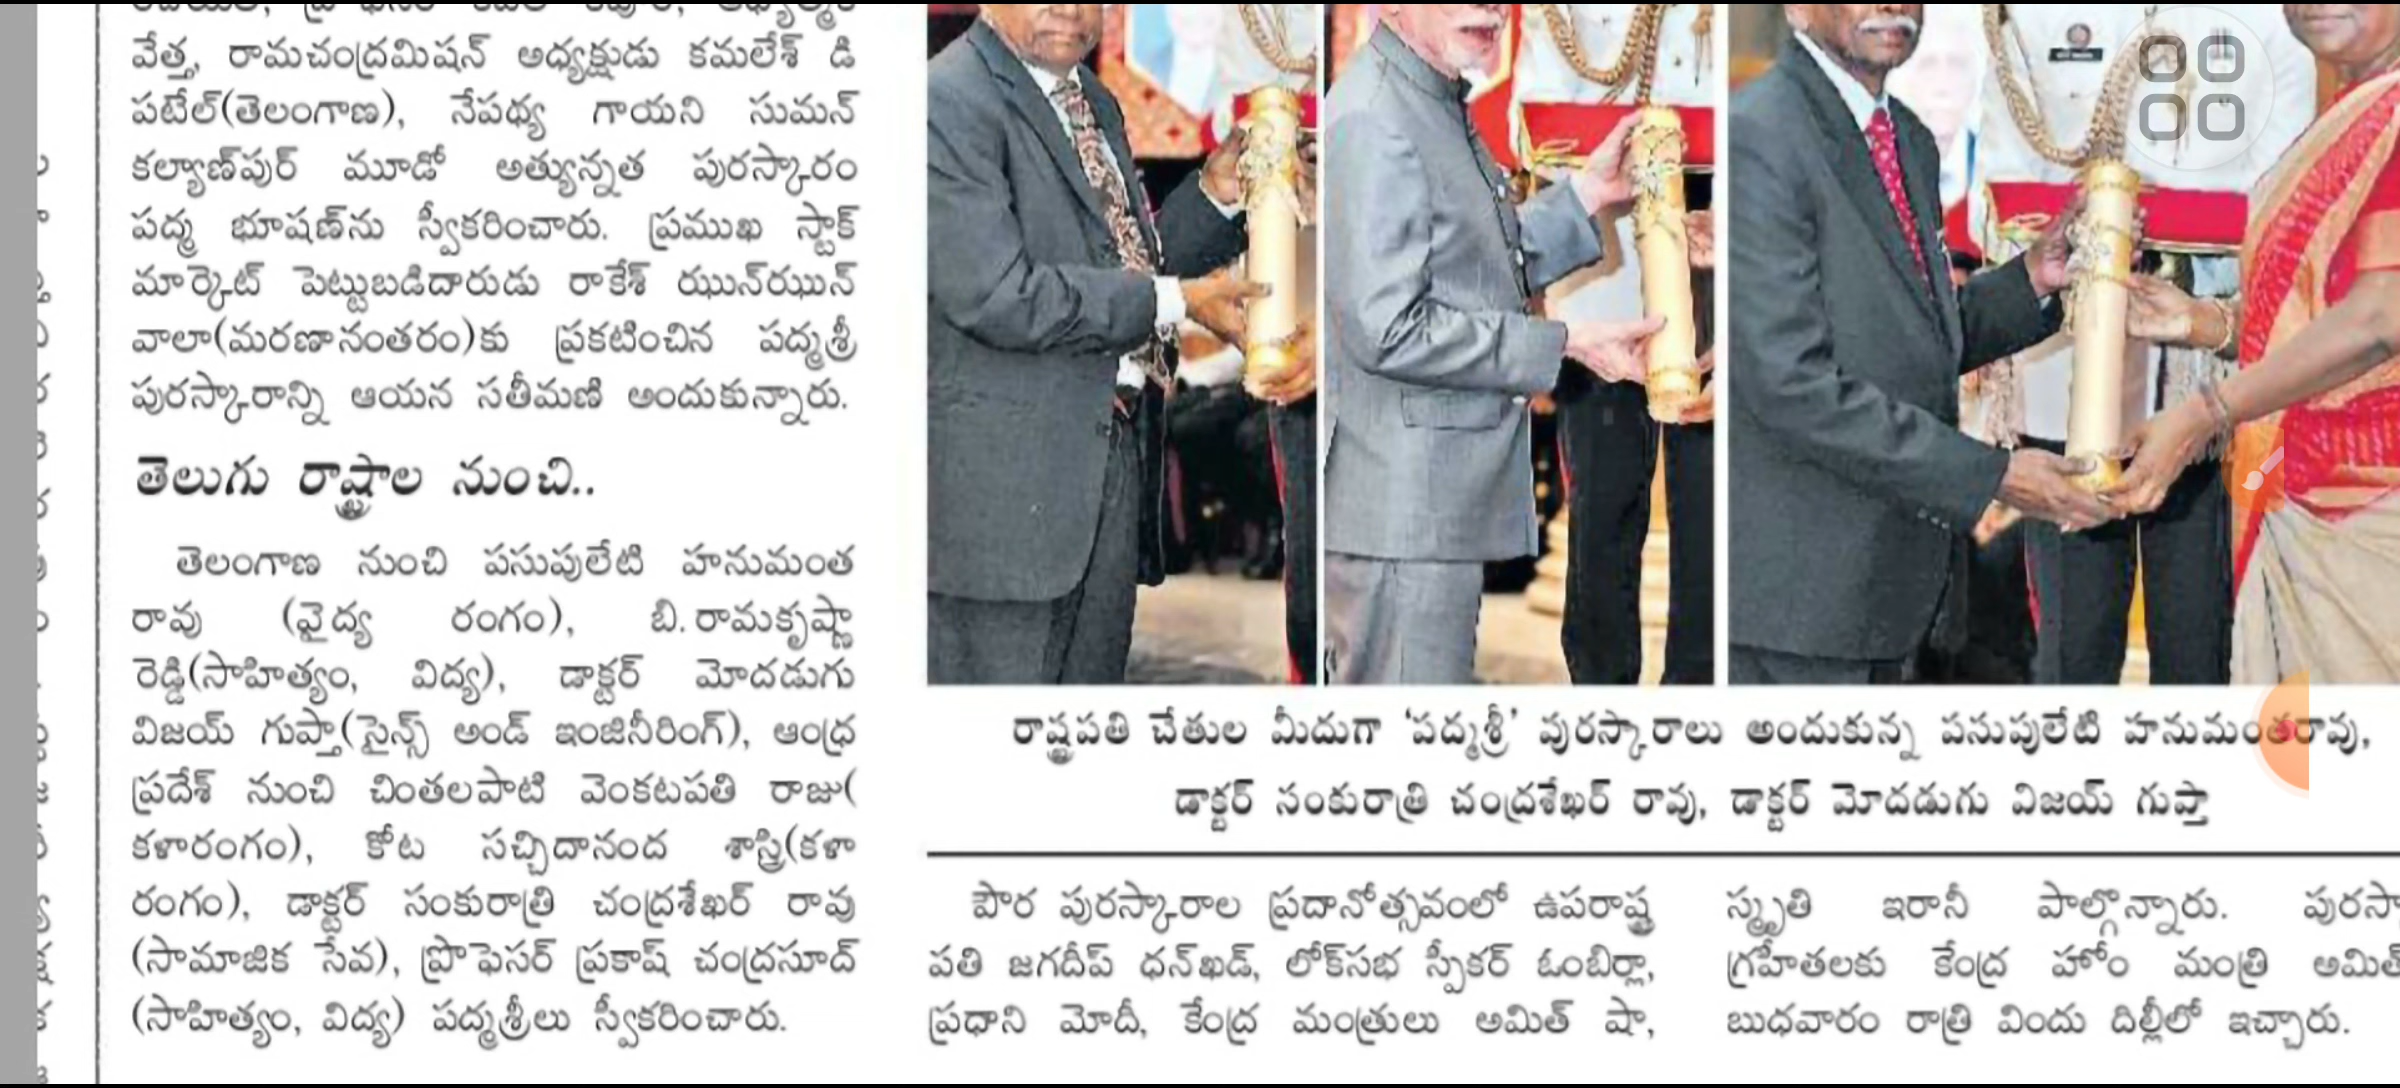 వేత్త, రామచంద్రమిషన్ అధ్యక్షుడు కమలేశ్ డి
పటేల్(తెలంగాణ), నేపథ్య గాయని సుమన్
కల్యాణ్‌పుర్ మూడో అత్యున్నత పురస్కారం
పద్మ భూషణ్‌ను స్వీకరించారు. ప్రముఖ స్టాక్
మార్కెట్ పెట్టుబడిదారుడు రాకేశ్ ఝున్‌ఝున్
వాలా(మరణానంతరం)కు ప్రకటించిన పద్మశ్రీ
పురస్కారాన్ని ఆయన సతీమణి అందుకున్నారు.
తెలుగు రాష్ట్రాల నుంచి..
తెలంగాణ నుంచి పసుపులేటి హనుమంత
రావు (వైద్య రంగం), బి.రామకృష్ణా
రెడ్డి(సాహిత్యం, విద్య), డాక్టర్ మోదడుగు
విజయ్ గుప్తా(సైన్స్ అండ్ ఇంజినీరింగ్), ఆంధ్ర
ప్రదేశ్ నుంచి చింతలపాటి వెంకటపతి రాజు(
కళారంగం), కోట సచ్చిదానంద శాస్త్రి(కళా
రంగం), డాక్టర్ సంకురాత్రి చంద్రశేఖర్ రావు
(సామాజిక సేవ), ప్రొఫెసర్ ప్రకాష్ చంద్రసూద్
(సాహిత్యం, విద్య) పద్మశ్రీలు స్వీకరించారు.
రాష్ట్రపతి చేతుల మీదుగా ‘పద్మశ్రీ’ పురస్కారాలు అందుకున్న పసుపులేటి హనుమంతరావు,
డాక్టర్ సంకురాత్రి చంద్రశేఖర్ రావు, డాక్టర్ మోదడుగు విజయ్ గుప్తా
పౌర పురస్కారాల ప్రదానోత్సవంలో ఉపరాష్ట్ర
పతి జగదీప్ ధన్‌ఖడ్, లోక్‌సభ స్పీకర్ ఓంబిర్లా,
ప్రధాని మోదీ, కేంద్ర మంత్రులు అమిత్ షా,
స్మృతి ఇరానీ పాల్గొన్నారు.
గ్రహీతలకు కేంద్ర హోం మంత్రి అమిత్
బుధవారం రాత్రి విందు దిల్లీలో ఇచ్చారు.